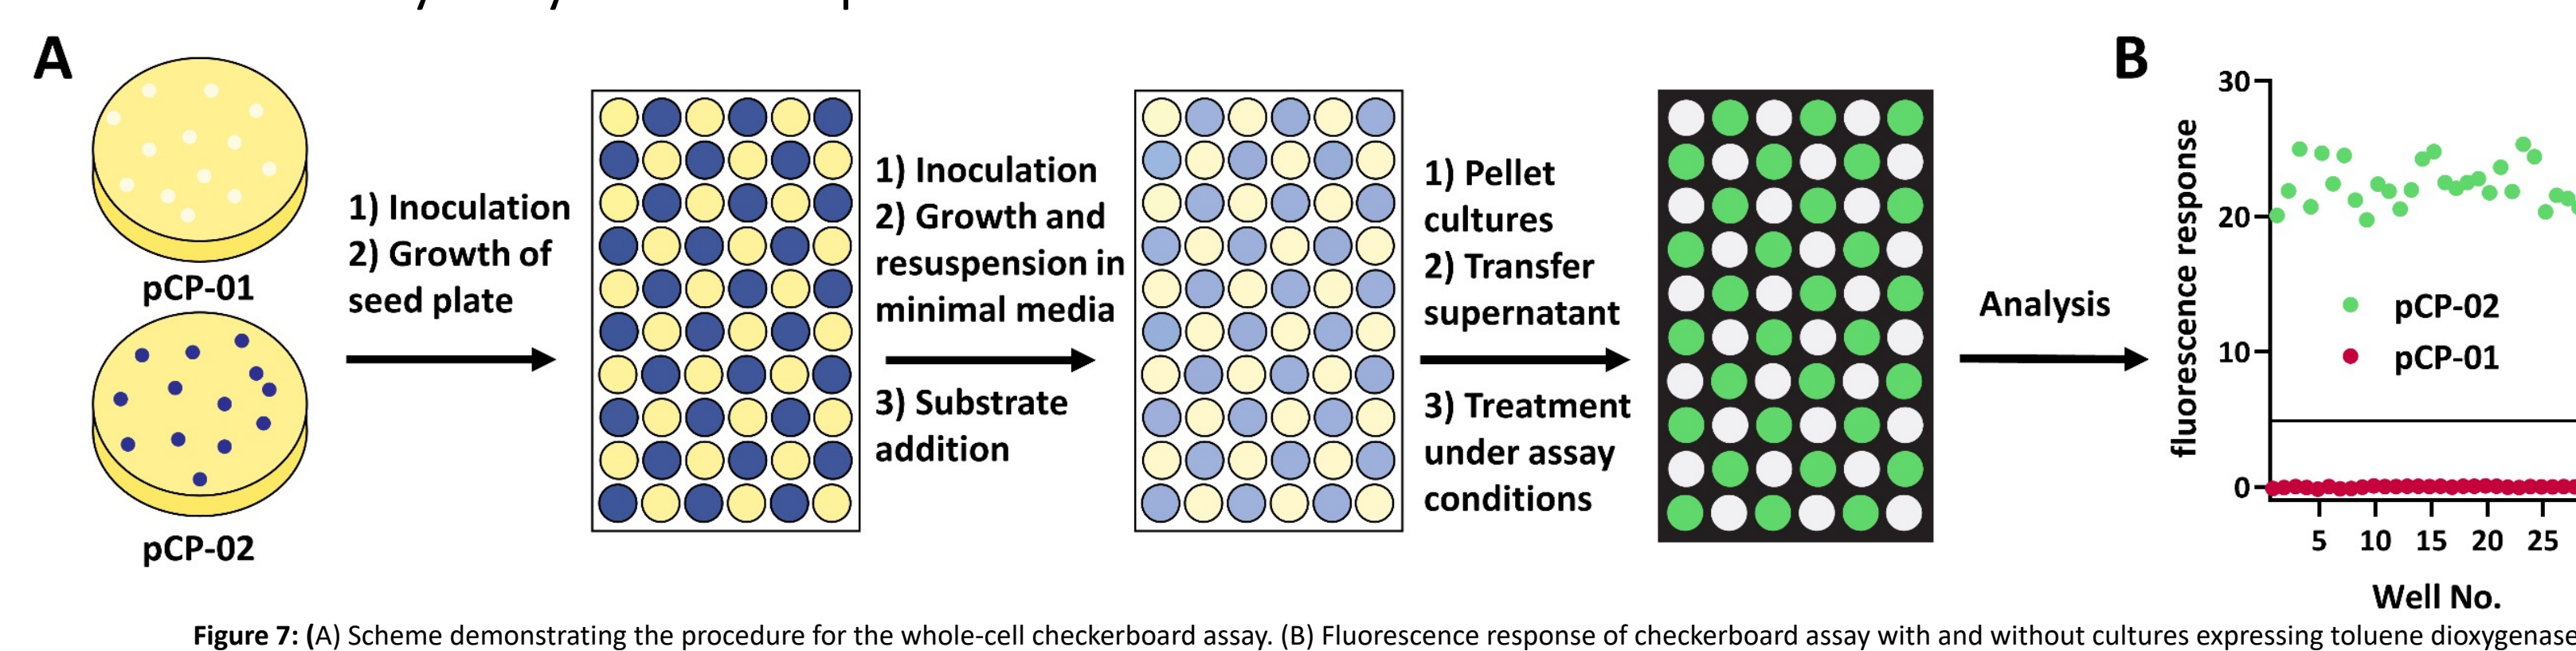 A
pCP-01
pCP-02
1) Inoculation
2) Growth of
seed plate
1) Inoculation
2) Growth and
resuspension in
minimal media
3) Substrate
addition
1) Pellet
cultures
2) Transfer
supernatant
3) Treatment
under assay
conditions
Analysis
B
fluorescence response
30
20
10
0
pCP-02
pCP-01
5 10 15 20 25
Well No.
Figure 7: (A) Scheme demonstrating the procedure for the whole-cell checkerboard assay. (B) Fluorescence response of checkerboard assay with and without cultures expressing toluene dioxygenase